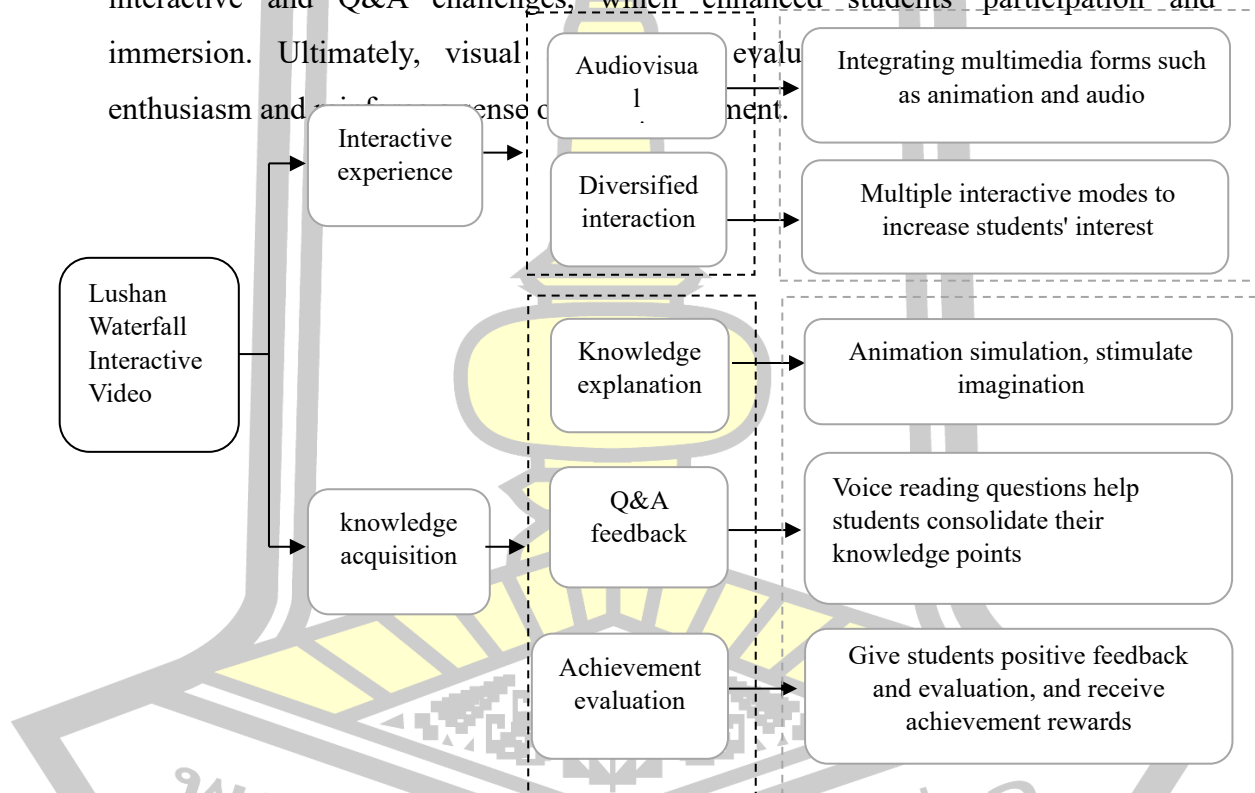 interactive and Q&A challenges, which enhanced students' participation and
immersion. Ultimately, visual evalu
enthusiasm and sense ment.
Audiovisua
l
Integrating multimedia forms such
as animation and audio
Interactive
experience
Diversified
interaction
Multiple interactive modes to
increase students' interest
Lushan
Waterfall
Interactive
Video
Knowledge
explanation
Animation simulation, stimulate
imagination
knowledge
acquisition
Q&A
feedback
Voice reading questions help
students consolidate their
knowledge points
Achievement
evaluation
Give students positive feedback
and evaluation, and receive
achievement rewards